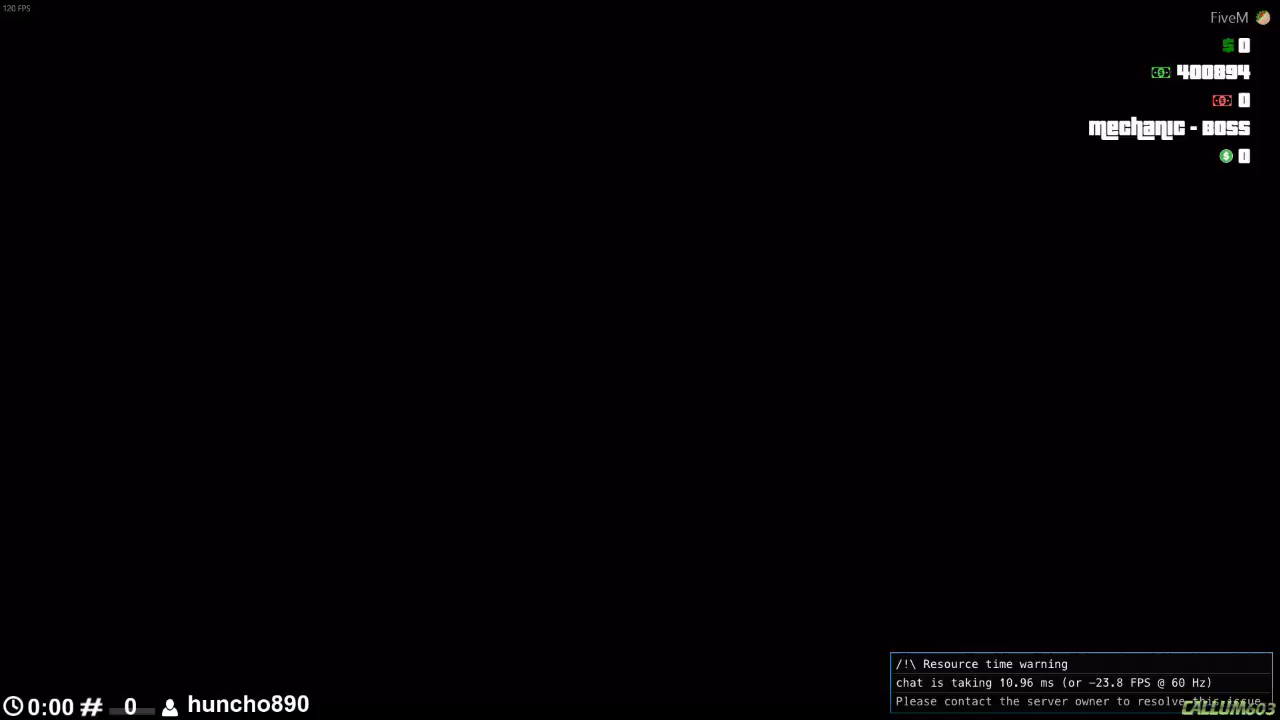 120 FPS
FiveM
$ 0
400894
0
mechanic - Boss
$ 0
/!\ Resource time warning
chat is taking 10.96 ms (or -23.8 FPS @ 60 Hz)
Please contact the server owner to resolve this issue.
CALLUM603
0:00 # 0 huncho890